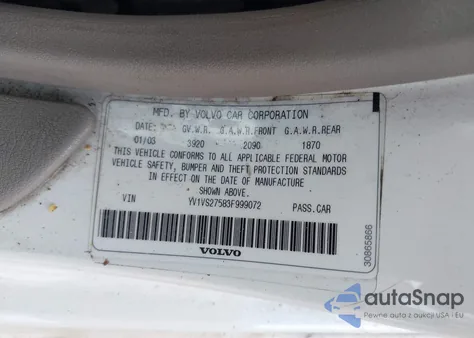 MFD. BY VOLVO CAR CORPORATION
DATE: G.V.W.R. G.A.W.R.FRONT G.A.W.R.REAR
01/03 3920 2090 1870
THIS VEHICLE CONFORMS TO ALL APPLICABLE FEDERAL MOTOR
VEHICLE SAFETY, BUMPER AND THEFT PROTECTION STANDARDS
IN EFFECT ON THE DATE OF MANUFACTURE
SHOWN ABOVE.
VIN YV1VS27583F999072 PASS.CAR
VOLVO
30865866
autoSnap
Pewne auta z aukcji USA i EU